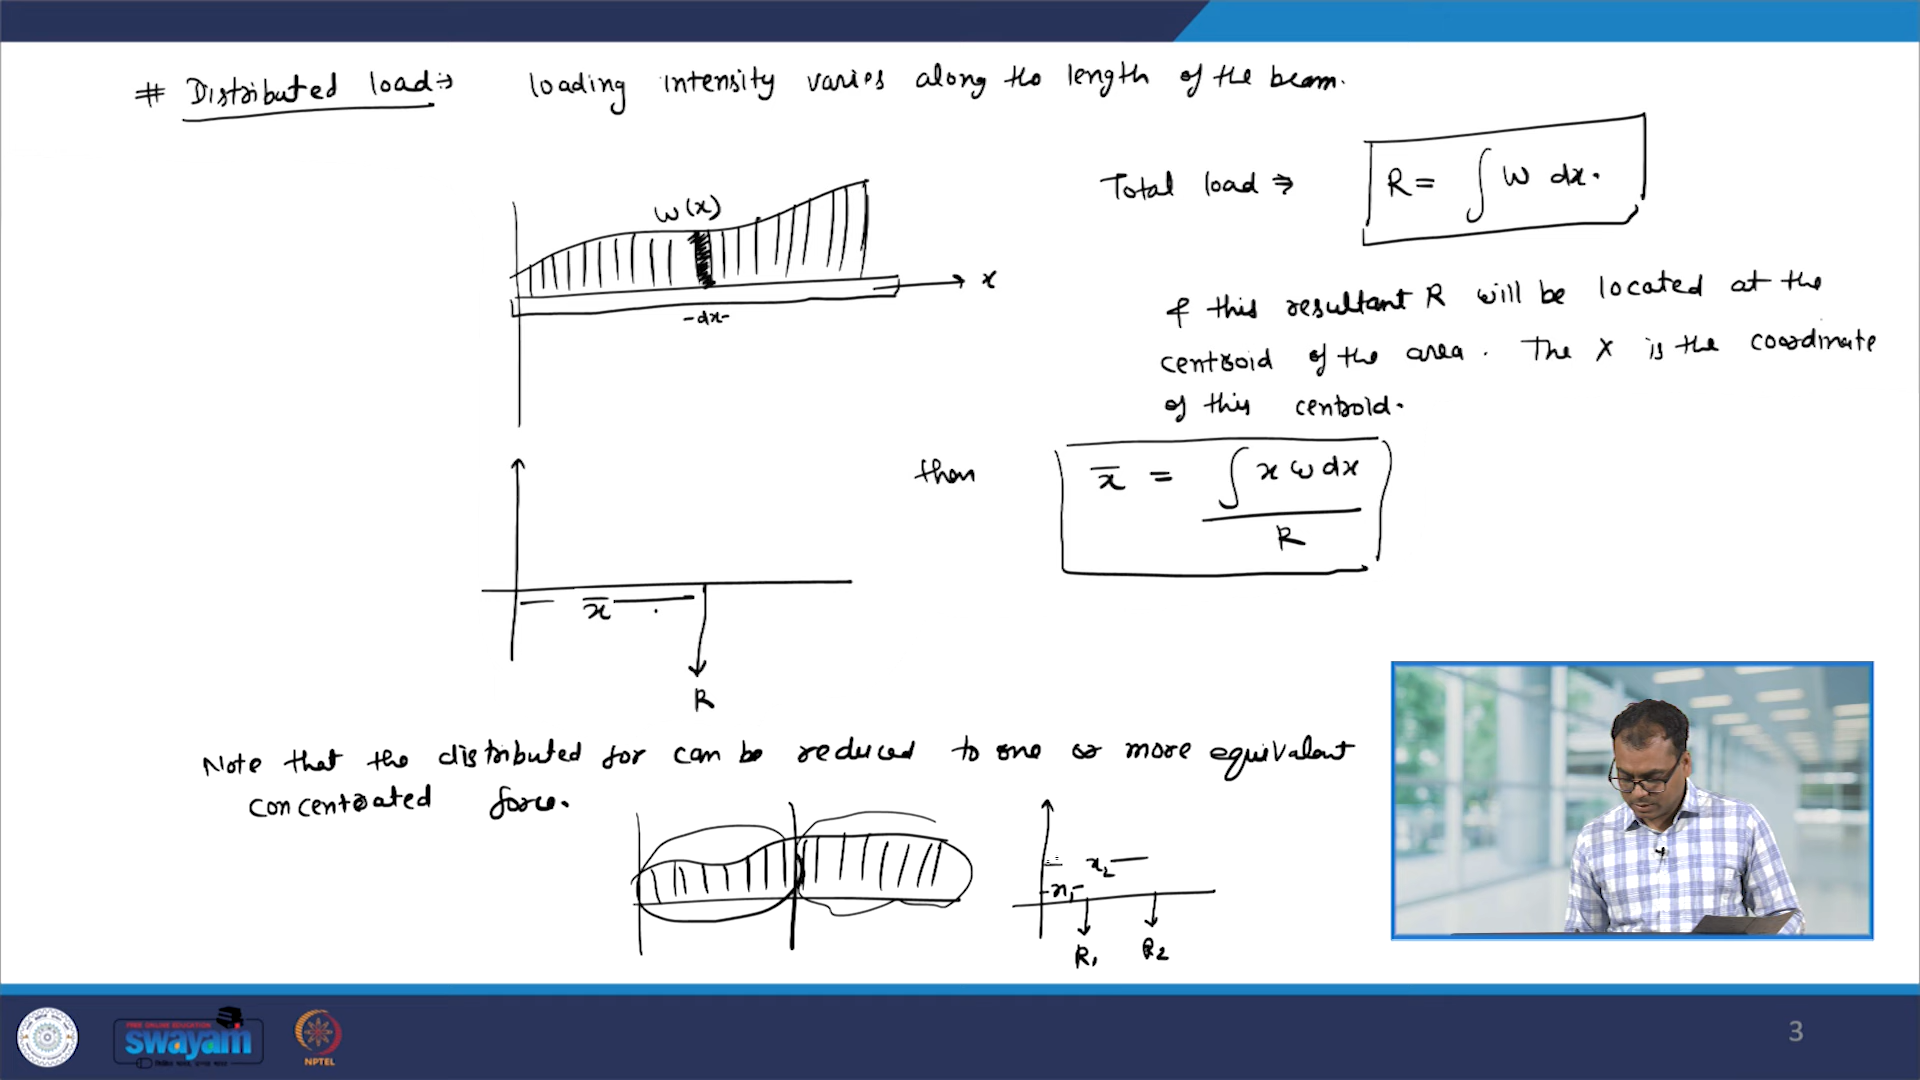 # Distributed load ⇒ loading intensity varies along the length of the beam.
Total load ⇒ R = ∫ w dx.
w(x)
x
-dx-
& this resultant R will be located at the
centroid of the area. The x is the coordinate
of this centroid.
then x̄ = ∫ x w dx / R
x̄
R
Note that the distributed for can be reduced to one or more equivalent
concentrated force.
x₂
-x₁-
R₁ R₂
FREE ONLINE EDUCATION
swayam
NPTEL
3